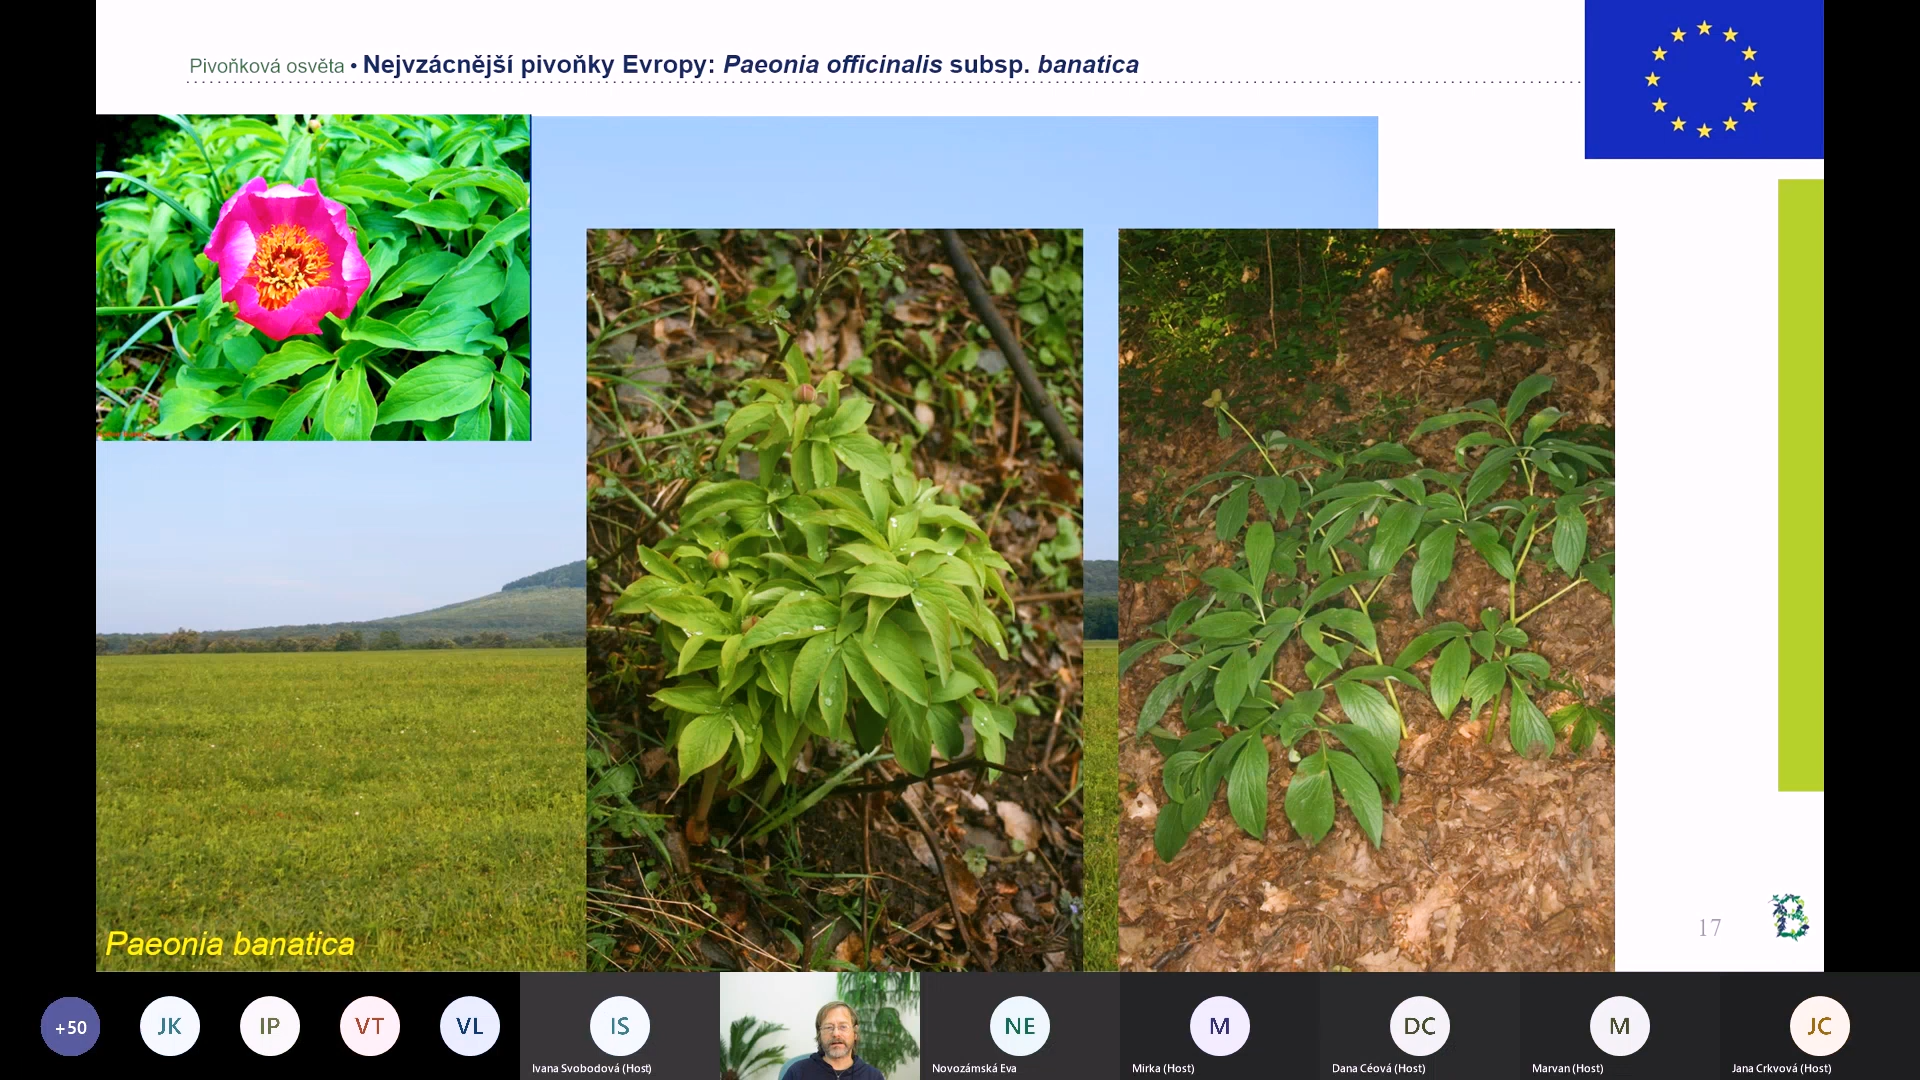 Pivoňková osvěta • Nejvzácnější pivoňky Evropy: Paeonia officinalis subsp. banatica
Paeonia banatica
17
B
+50
JK
IP
VT
VL
IS
NE
M
DC
M
JC
Ivana Svobodová (Host)
Novozámská Eva
Mirka (Host)
Dana Céová (Host)
Marvan (Host)
Jana Crkvová (Host)